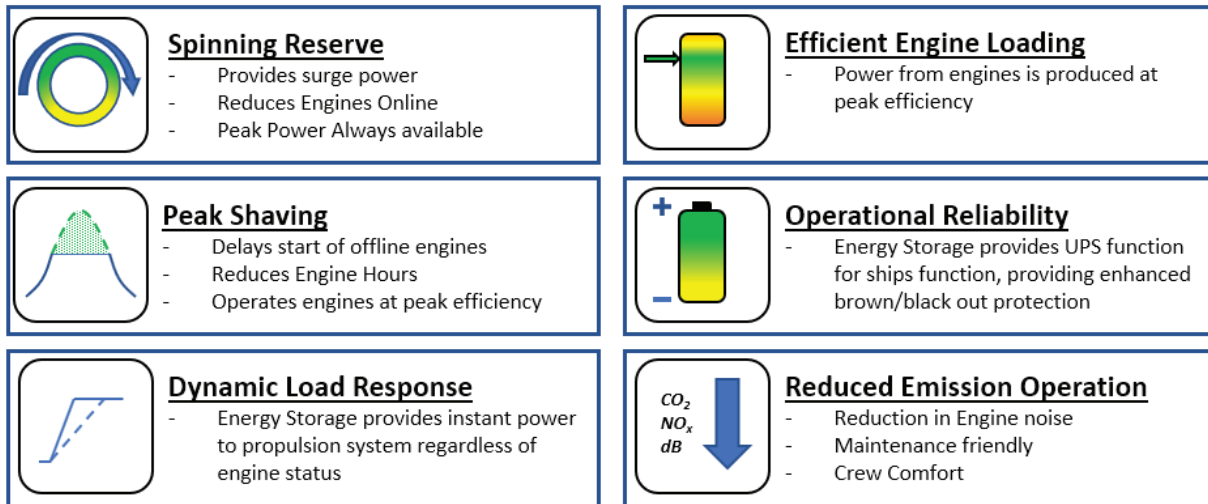 Spinning Reserve
- Provides surge power
- Reduces Engines Online
- Peak Power Always available
Efficient Engine Loading
- Power from engines is produced at
peak efficiency
Peak Shaving
- Delays start of offline engines
- Reduces Engine Hours
- Operates engines at peak efficiency
+
−
Operational Reliability
- Energy Storage provides UPS function
for ships function, providing enhanced
brown/black out protection
Dynamic Load Response
- Energy Storage provides instant power
to propulsion system regardless of
engine status
CO₂
NOₓ
dB
Reduced Emission Operation
- Reduction in Engine noise
- Maintenance friendly
- Crew Comfort